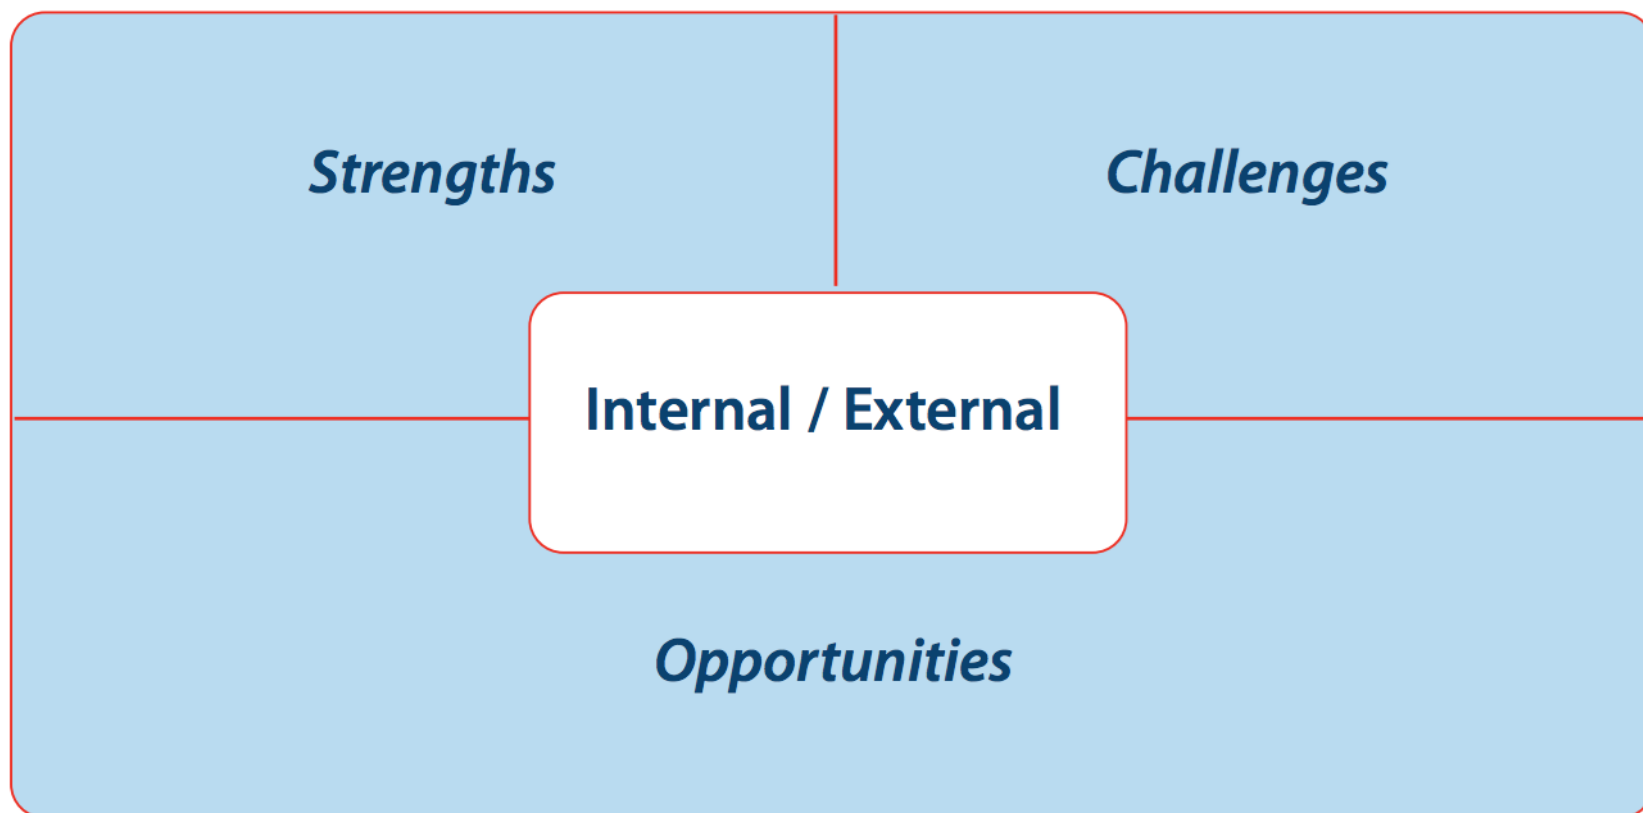 Strengths
Challenges
Internal / External
Opportunities